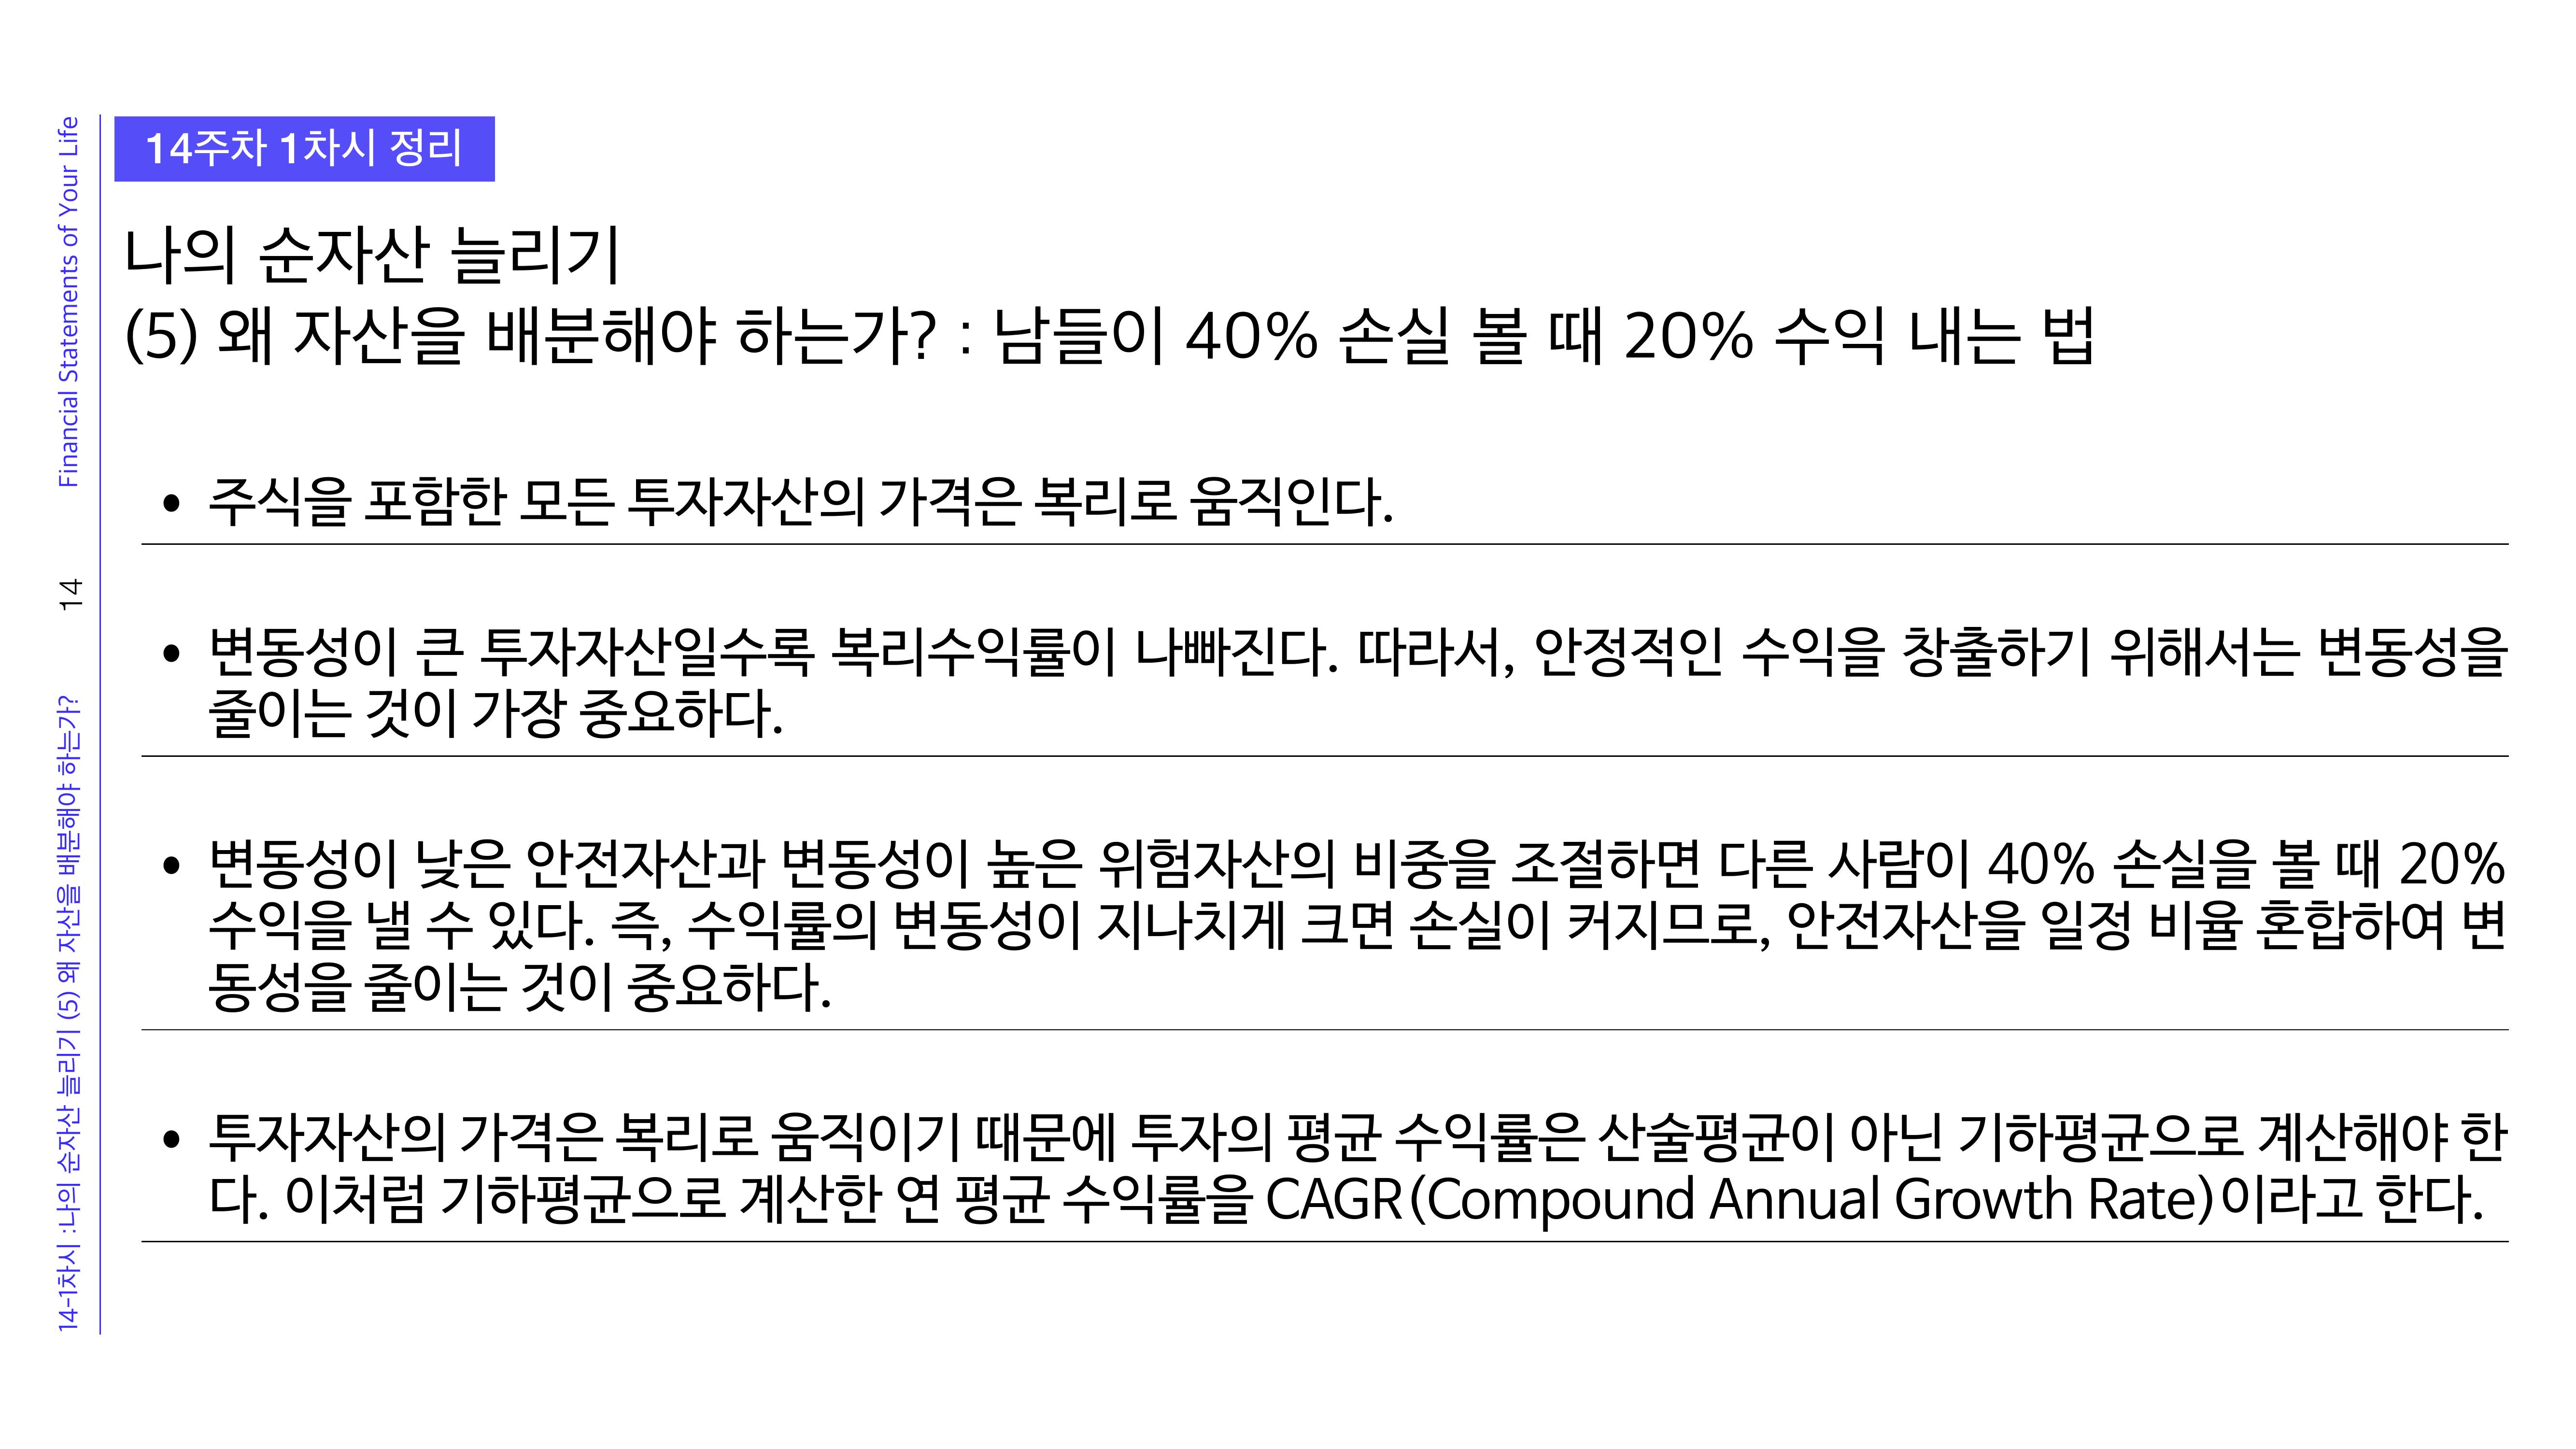 14주차 1차시 정리
나의 순자산 늘리기
(5) 왜 자산을 배분해야 하는가? : 남들이 40% 손실 볼 때 20% 수익 내는 법
• 주식을 포함한 모든 투자자산의 가격은 복리로 움직인다.
• 변동성이 큰 투자자산일수록 복리수익률이 나빠진다. 따라서, 안정적인 수익을 창출하기 위해서는 변동성을
줄이는 것이 가장 중요하다.
• 변동성이 낮은 안전자산과 변동성이 높은 위험자산의 비중을 조절하면 다른 사람이 40% 손실을 볼 때 20%
수익을 낼 수 있다. 즉, 수익률의 변동성이 지나치게 크면 손실이 커지므로, 안전자산을 일정 비율 혼합하여 변
동성을 줄이는 것이 중요하다.
• 투자자산의 가격은 복리로 움직이기 때문에 투자의 평균 수익률은 산술평균이 아닌 기하평균으로 계산해야 한
다. 이처럼 기하평균으로 계산한 연 평균 수익률을 CAGR(Compound Annual Growth Rate)이라고 한다.
14-1차시 :나의 순자산 늘리기 (5) 왜 자산을 배분해야 하는가?
14
Financial Statements of Your Life